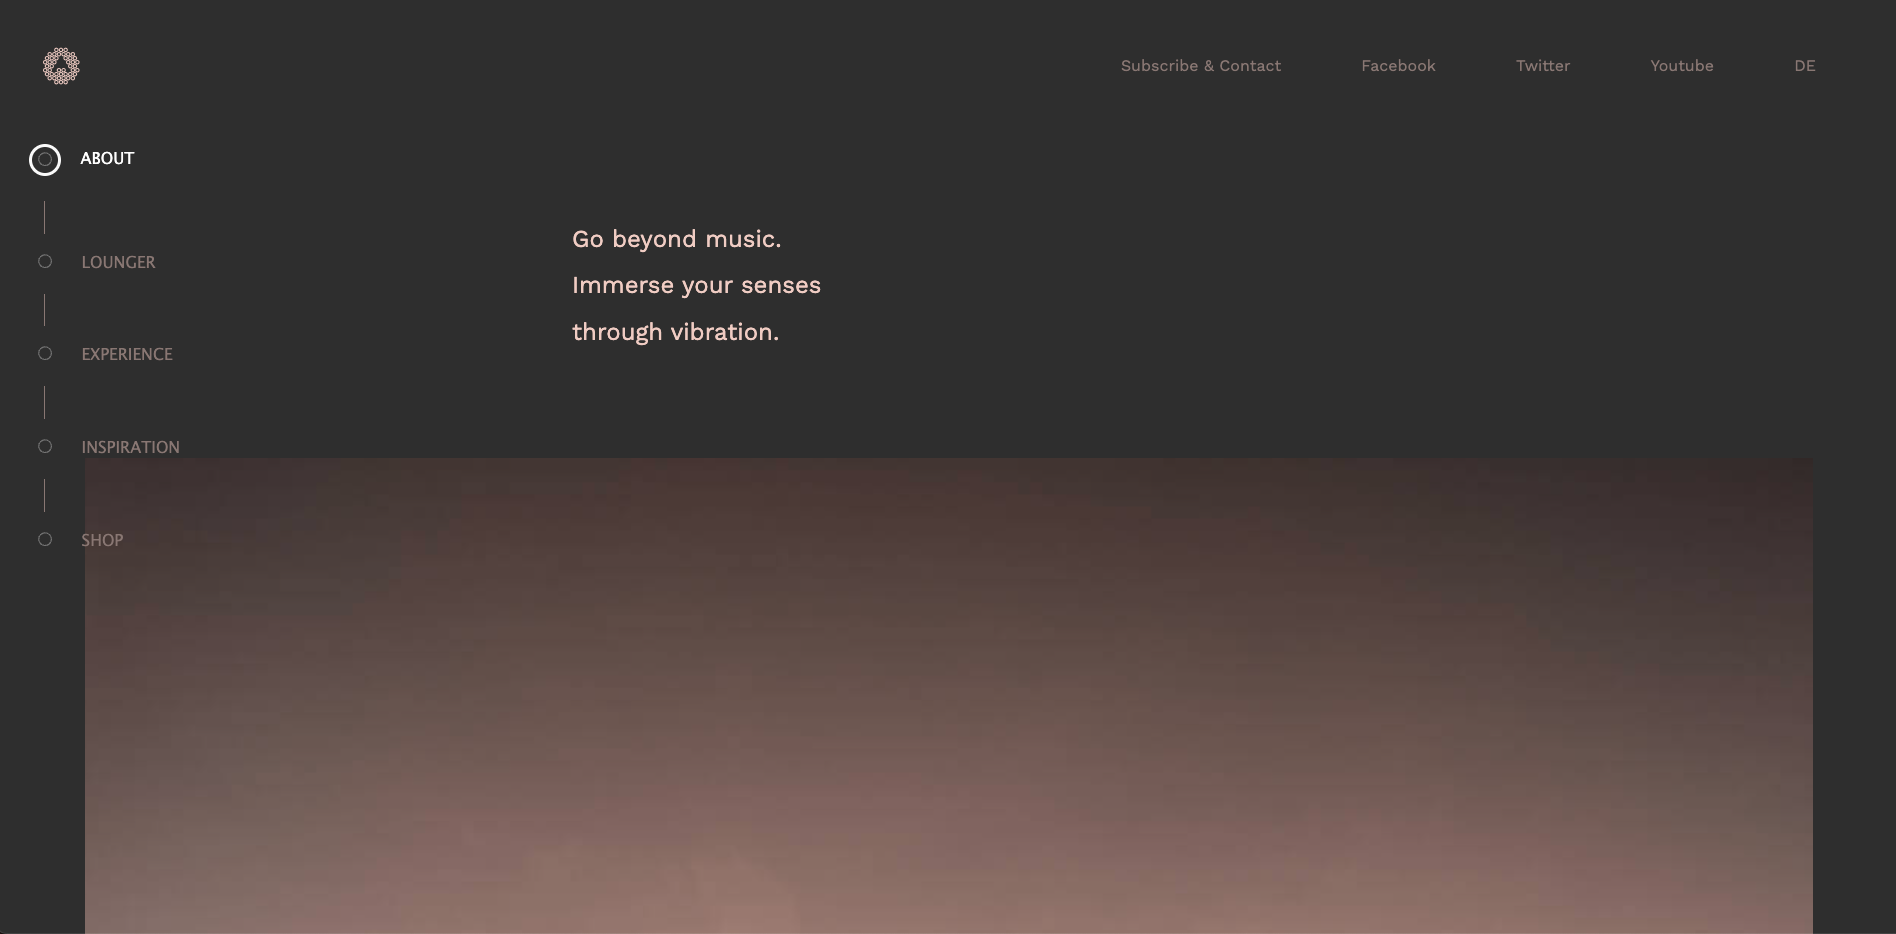 Subscribe & Contact
Facebook
Twitter
Youtube
DE
ABOUT
LOUNGER
EXPERIENCE
INSPIRATION
SHOP
Go beyond music.
Immerse your senses
through vibration.